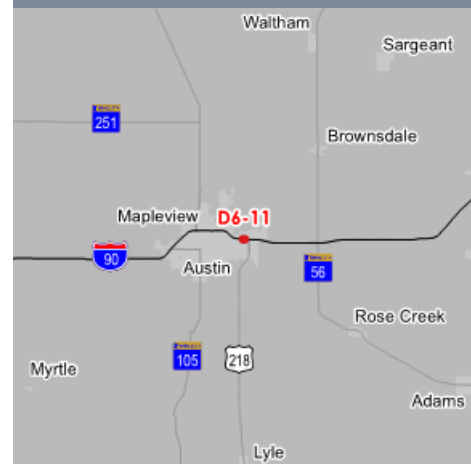 Waltham
Sargeant
251
Brownsdale
Mapleview
D6-11
90
Austin
56
Rose Creek
105
218
Myrtle
Adams
Lyle